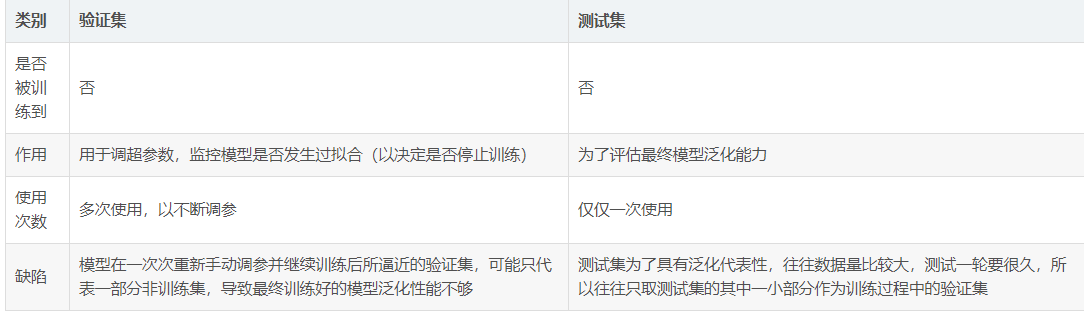 类别 验证集 测试集
是否
被训
练到
否 否
作用 用于调超参数，监控模型是否发生过拟合（以决定是否停止训练） 为了评估最终模型泛化能力
使用
次数
多次使用，以不断调参 仅仅一次使用
缺陷
模型在一次次重新手动调参并继续训练后所逼近的验证集，可能只代
表一部分非训练集，导致最终训练好的模型泛化性能不够
测试集为了具有泛化代表性，往往数据量比较大，测试一轮要很久，所
以往往只取测试集的其中一小部分作为训练过程中的验证集